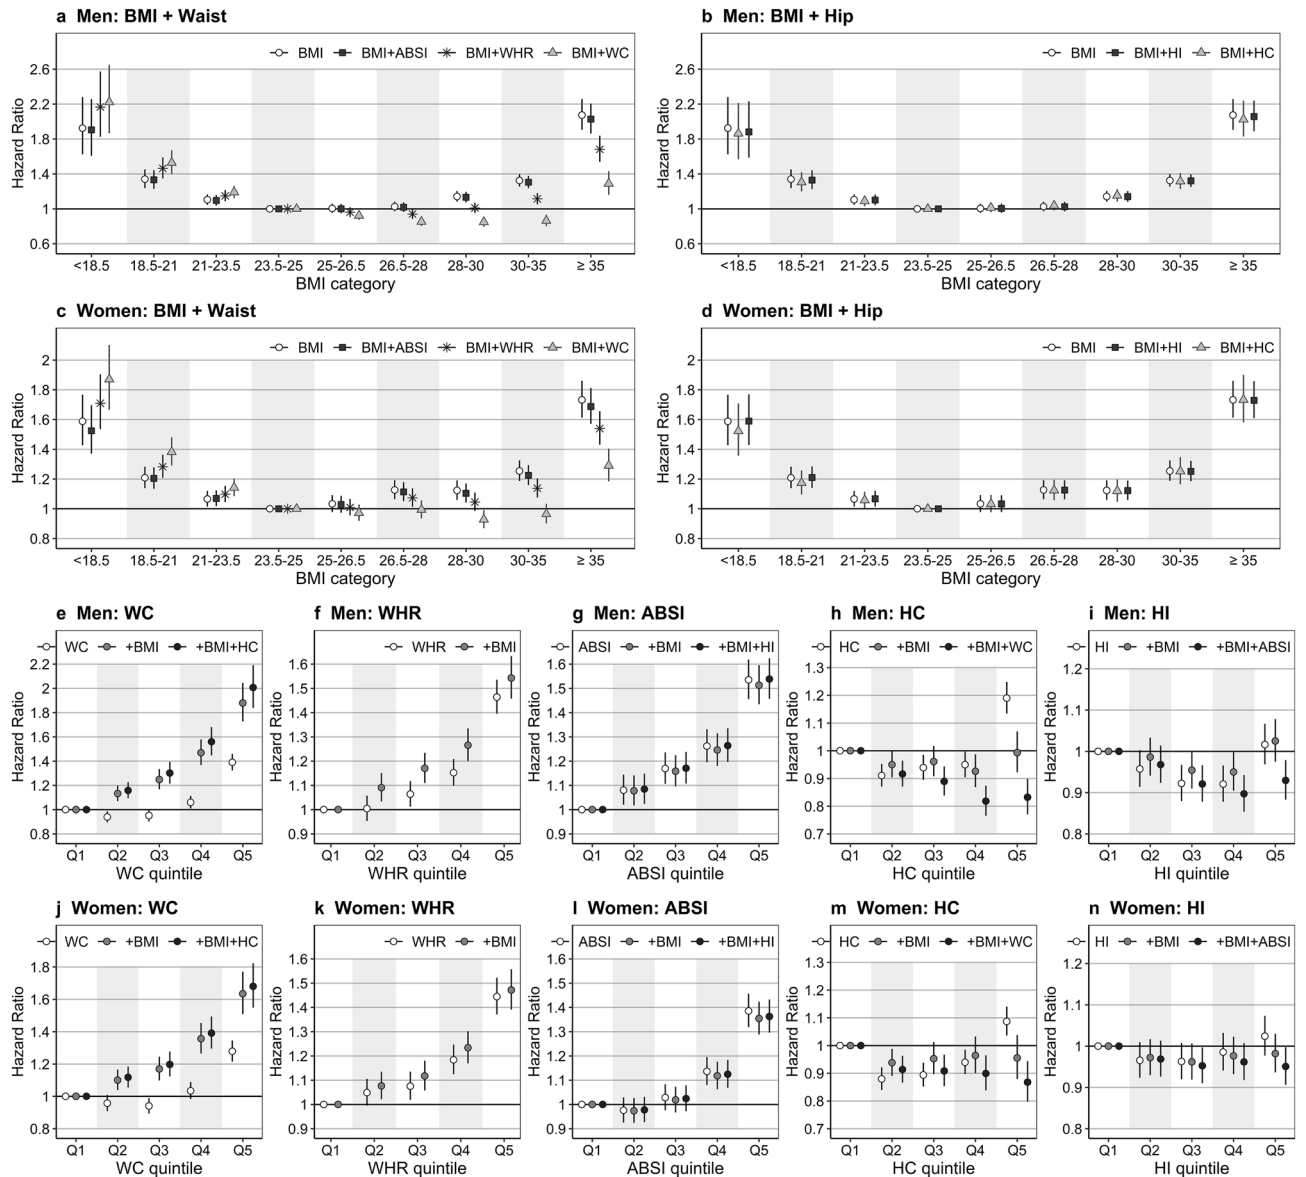 a Men: BMI + Waist
BMI BMI+ABSI BMI+WHR BMI+WC
Hazard Ratio
2.6
2.2
1.8
1.4
1
0.6
<18.5 18.5-21 21-23.5 23.5-25 25-26.5 26.5-28 28-30 30-35 ≥ 35
BMI category
b Men: BMI + Hip
BMI BMI+HI BMI+HC
Hazard Ratio
2.6
2.2
1.8
1.4
1
0.6
<18.5 18.5-21 21-23.5 23.5-25 25-26.5 26.5-28 28-30 30-35 ≥ 35
BMI category
c Women: BMI + Waist
BMI BMI+ABSI BMI+WHR BMI+WC
Hazard Ratio
2
1.8
1.6
1.4
1.2
1
0.8
<18.5 18.5-21 21-23.5 23.5-25 25-26.5 26.5-28 28-30 30-35 ≥ 35
BMI category
d Women: BMI + Hip
BMI BMI+HI BMI+HC
Hazard Ratio
2
1.8
1.6
1.4
1.2
1
0.8
<18.5 18.5-21 21-23.5 23.5-25 25-26.5 26.5-28 28-30 30-35 ≥ 35
BMI category
e Men: WC
WC +BMI +BMI+HC
Hazard Ratio
2.2
2
1.8
1.6
1.4
1.2
1
0.8
Q1 Q2 Q3 Q4 Q5
WC quintile
f Men: WHR
WHR +BMI
Hazard Ratio
1.6
1.5
1.4
1.3
1.2
1.1
1
0.9
Q1 Q2 Q3 Q4 Q5
WHR quintile
g Men: ABSI
ABSI +BMI +BMI+HI
Hazard Ratio
1.6
1.5
1.4
1.3
1.2
1.1
1
0.9
Q1 Q2 Q3 Q4 Q5
ABSI quintile
h Men: HC
HC +BMI +BMI+WC
Hazard Ratio
1.3
1.2
1.1
1
0.9
0.8
0.7
Q1 Q2 Q3 Q4 Q5
HC quintile
i Men: HI
HI +BMI +BMI+ABSI
Hazard Ratio
1.2
1.1
1
0.9
0.8
Q1 Q2 Q3 Q4 Q5
HI quintile
j Women: WC
WC +BMI +BMI+HC
Hazard Ratio
1.8
1.6
1.4
1.2
1
0.8
Q1 Q2 Q3 Q4 Q5
WC quintile
k Women: WHR
WHR +BMI
Hazard Ratio
1.6
1.5
1.4
1.3
1.2
1.1
1
0.9
Q1 Q2 Q3 Q4 Q5
WHR quintile
l Women: ABSI
ABSI +BMI +BMI+HI
Hazard Ratio
1.6
1.5
1.4
1.3
1.2
1.1
1
0.9
Q1 Q2 Q3 Q4 Q5
ABSI quintile
m Women: HC
HC +BMI +BMI+WC
Hazard Ratio
1.3
1.2
1.1
1
0.9
0.8
0.7
Q1 Q2 Q3 Q4 Q5
HC quintile
n Women: HI
HI +BMI +BMI+ABSI
Hazard Ratio
1.2
1.1
1
0.9
0.8
Q1 Q2 Q3 Q4 Q5
HI quintile